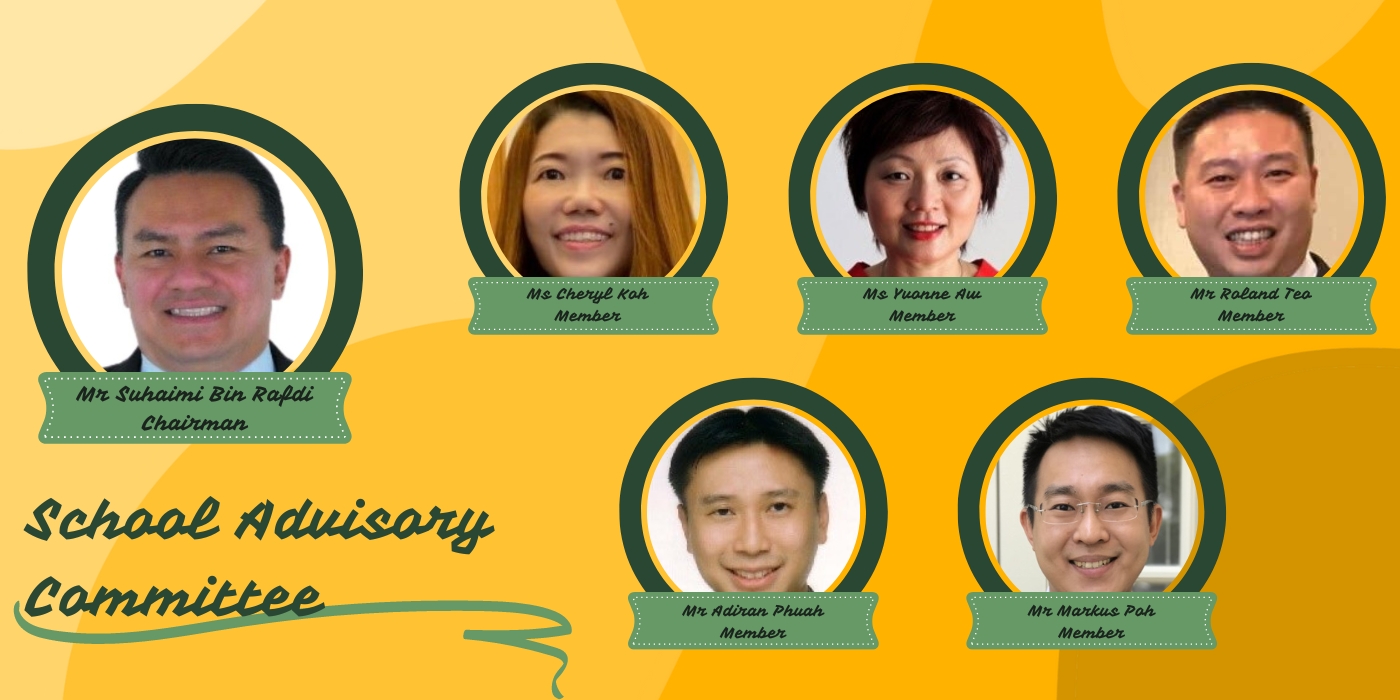 Mr Suhaimi Bin Rafdi
Chairman
Ms Cheryl Koh
Member
Ms Yvonne Aw
Member
Mr Roland Teo
Member
School Advisory
Committee
Mr Adiran Phuah
Member
Mr Markus Poh
Member